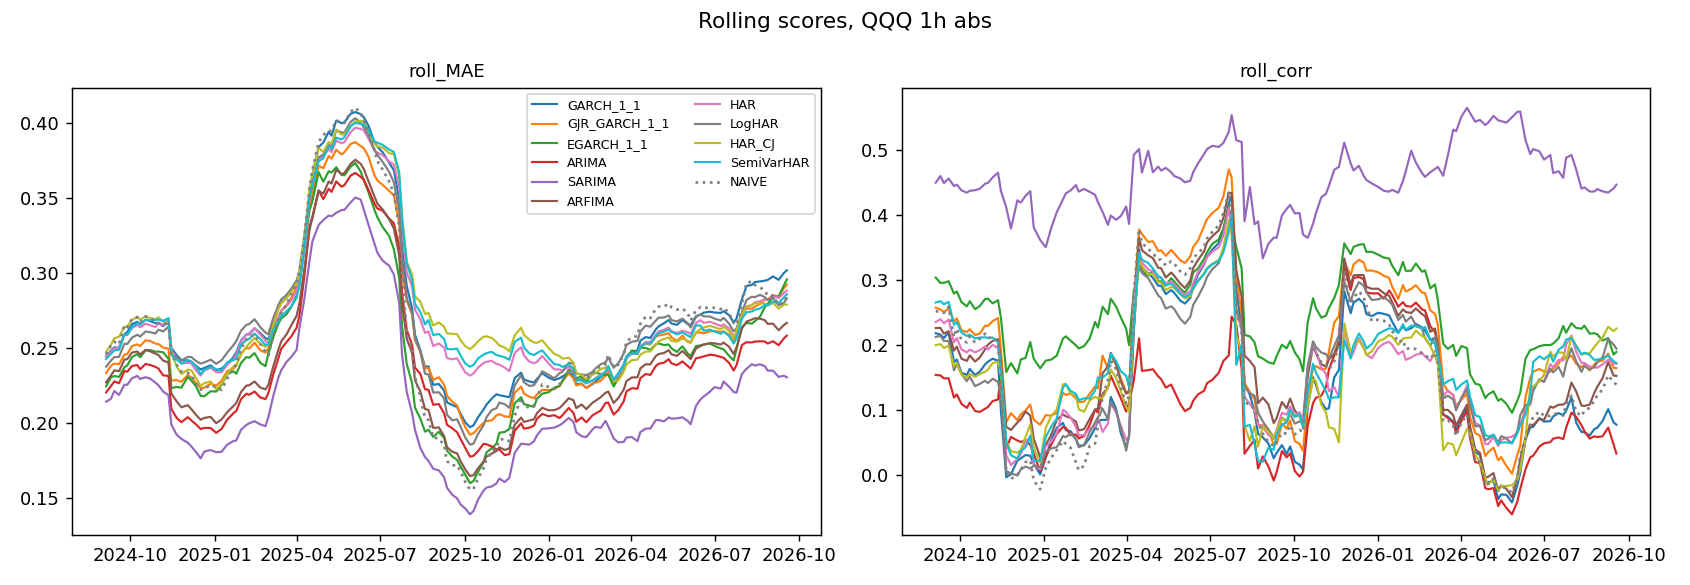 Rolling scores, QQQ 1h abs
roll_MAE
0.40
0.35
0.30
0.25
0.20
0.15
2024-10 2025-01 2025-04 2025-07 2025-10 2026-01 2026-04 2026-07 2026-10
GARCH_1_1
GJR_GARCH_1_1
EGARCH_1_1
ARIMA
SARIMA
ARFIMA
HAR
LogHAR
HAR_CJ
SemiVarHAR
NAIVE
roll_corr
0.5
0.4
0.3
0.2
0.1
0.0
2024-10 2025-01 2025-04 2025-07 2025-10 2026-01 2026-04 2026-07 2026-10